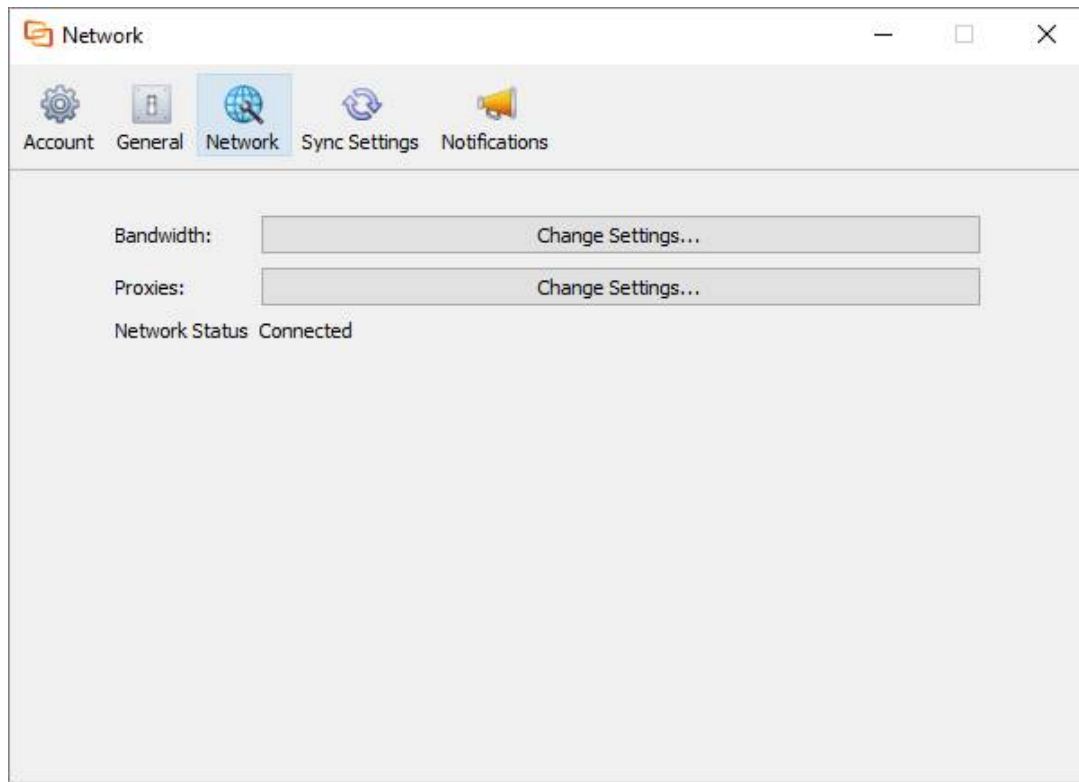 Network
Account General Network Sync Settings Notifications
Bandwidth: Change Settings...
Proxies: Change Settings...
Network Status Connected